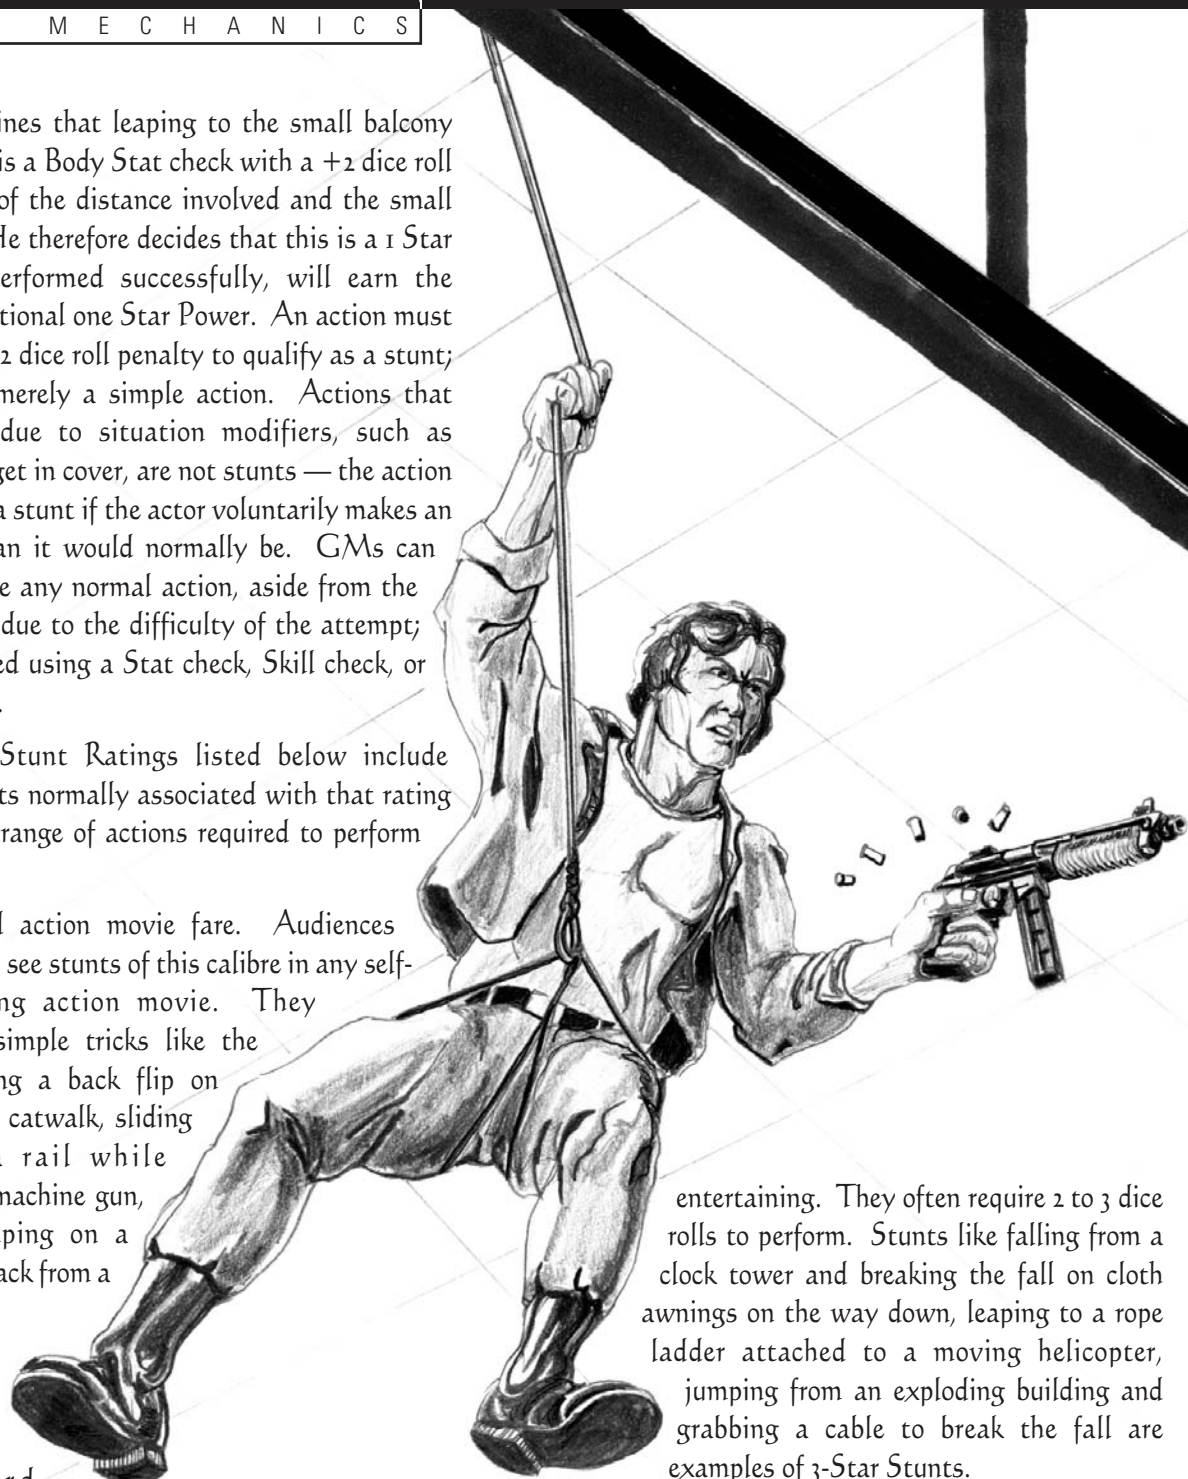 MECHANICS
ines that leaping to the small balcony
is a Body Stat check with a +2 dice roll
of the distance involved and the small
He therefore decides that this is a 1 Star
erformed successfully, will earn the
tional one Star Power. An action must
2 dice roll penalty to qualify as a stunt;
merely a simple action. Actions that
due to situation modifiers, such as
get in cover, are not stunts — the action
a stunt if the actor voluntarily makes an
an it would normally be. GMs can
e any normal action, aside from the
due to the difficulty of the attempt;
ed using a Stat check, Skill check, or
.
Stunt Ratings listed below include
ts normally associated with that rating
range of actions required to perform
l action movie fare. Audiences
see stunts of this calibre in any self-
ng action movie. They
simple tricks like the
ng a back flip on
catwalk, sliding
a rail while
machine gun,
ping on a
ack from a
entertaining. They often require 2 to 3 dice
rolls to perform. Stunts like falling from a
clock tower and breaking the fall on cloth
awnings on the way down, leaping to a rope
ladder attached to a moving helicopter,
jumping from an exploding building and
grabbing a cable to break the fall are
examples of 3-Star Stunts.